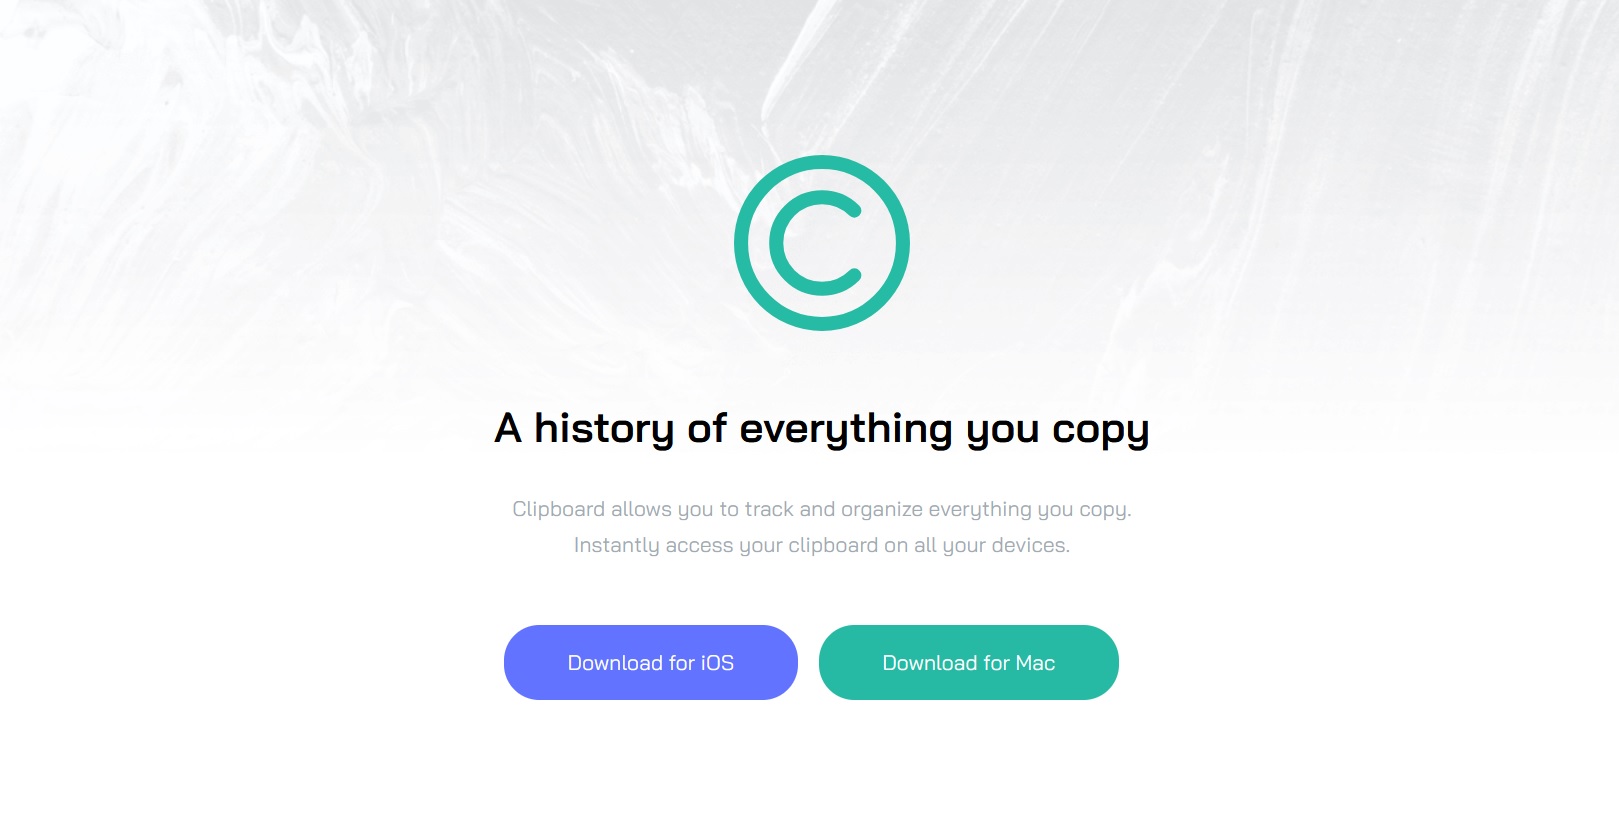 A history of everything you copy
Clipboard allows you to track and organize everything you copy.
Instantly access your clipboard on all your devices.
Download for iOS
Download for Mac